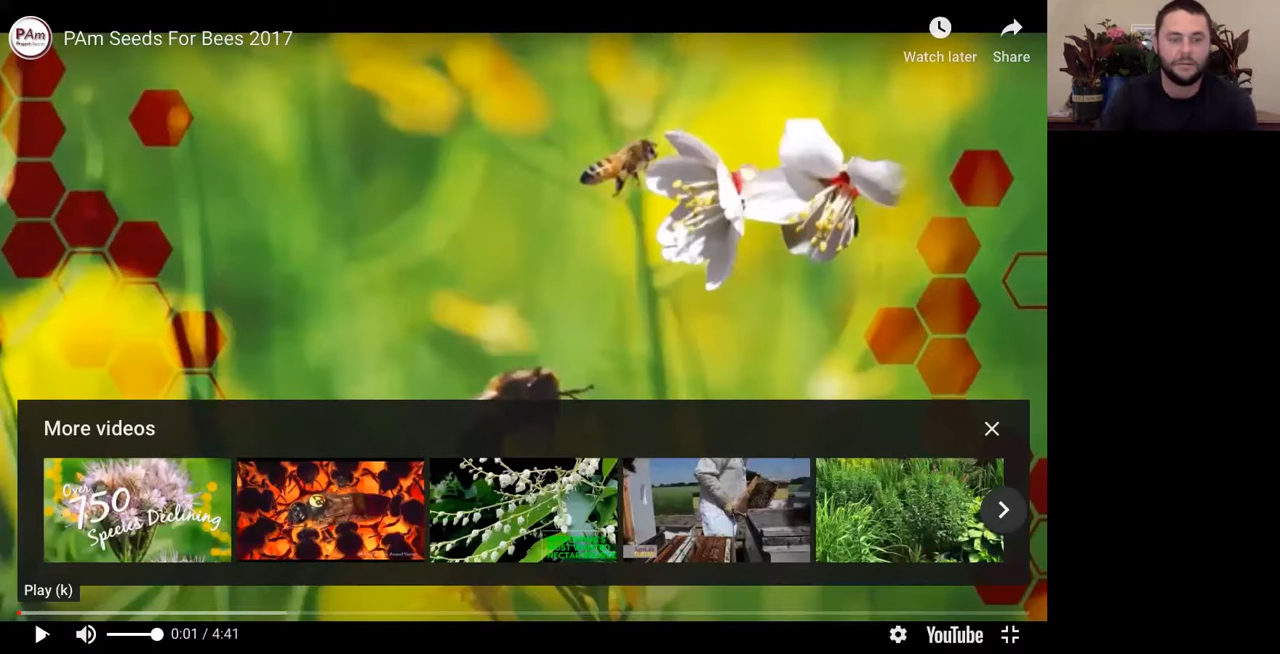 PAm
PAm Seeds For Bees 2017
Watch later
Share
More videos
Over
750
Species Declining
Play (k)
0:01 / 4:41
YouTube